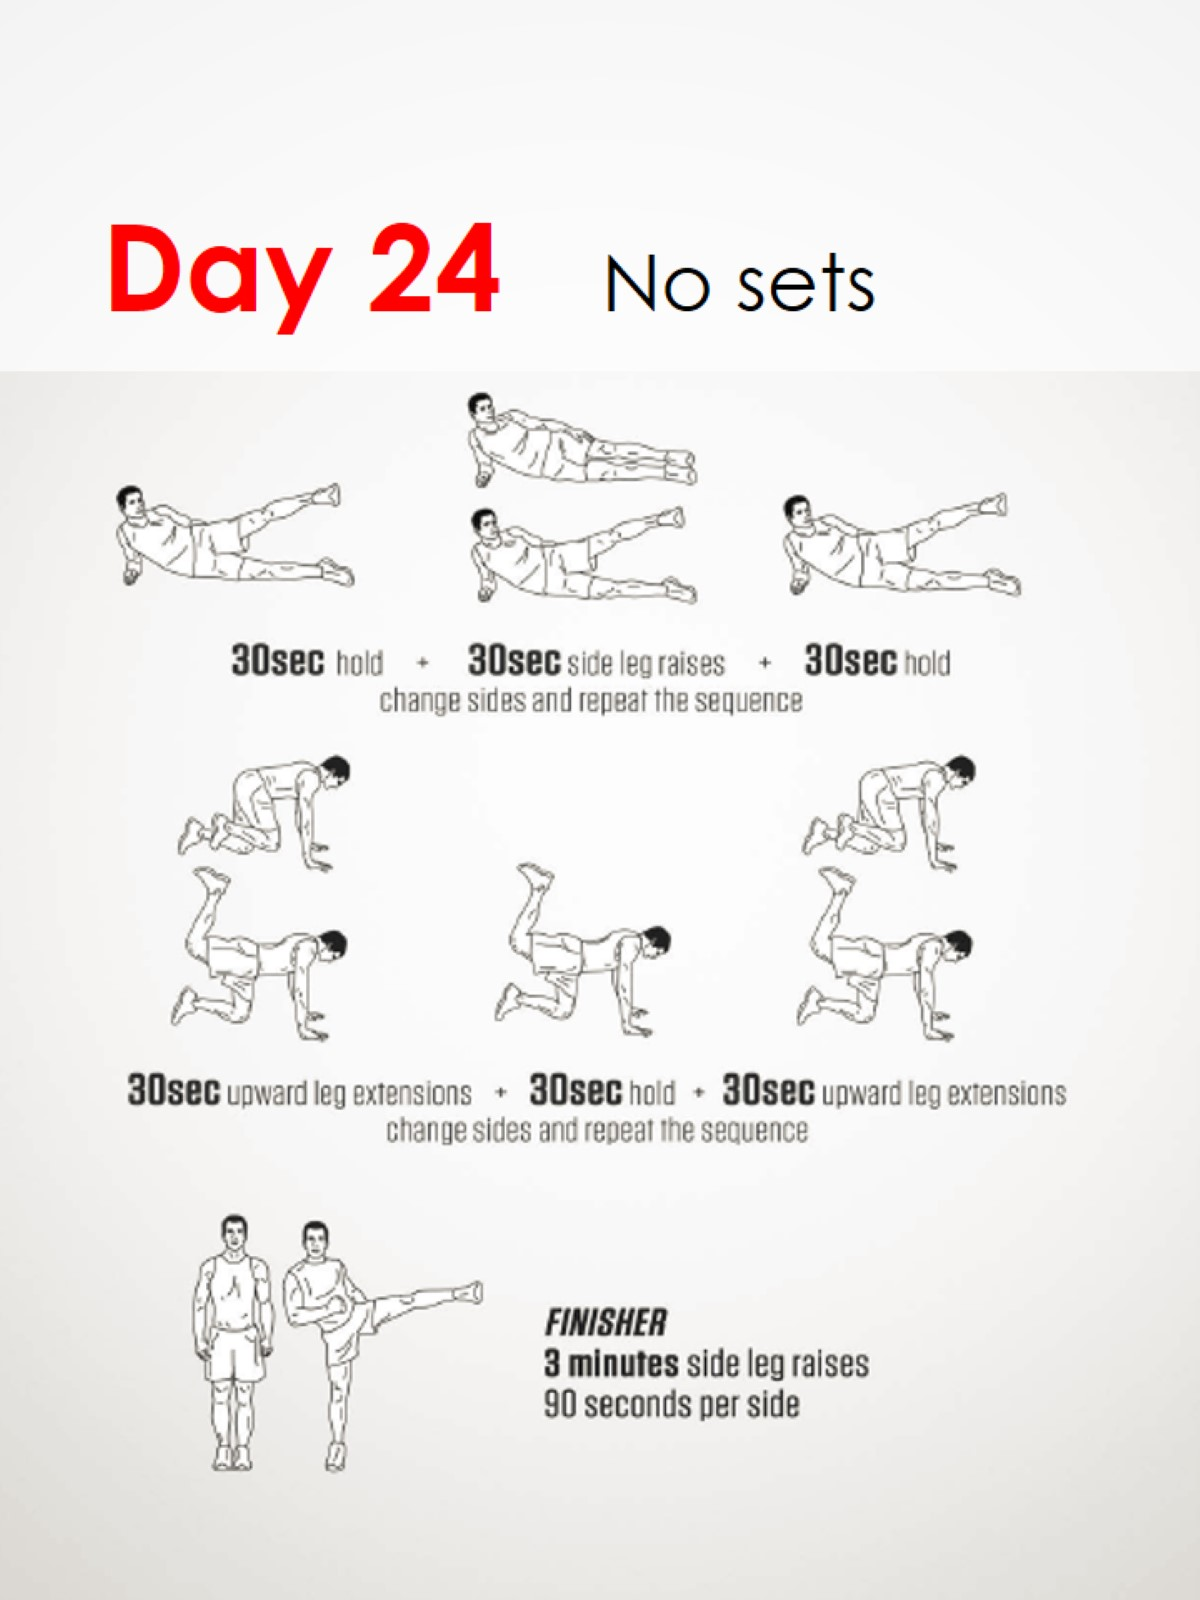 Day 24 No sets
30sec hold + 30sec side leg raises + 30sec hold
change sides and repeat the sequence
30sec upward leg extensions + 30sec hold + 30sec upward leg extensions
change sides and repeat the sequence
FINISHER
3 minutes side leg raises
90 seconds per side